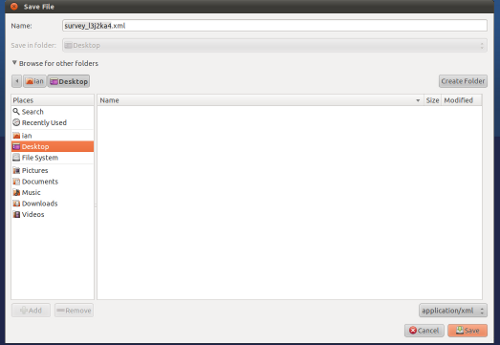 Save File
Name: survey_l3j2ka4.xml
Save in folder: Desktop
Browse for other folders
ian Desktop Create Folder
Places Name Size Modified
Search
Recently Used
ian
Desktop
File System
Pictures
Documents
Music
Downloads
Videos
Add Remove application/xml
Cancel Save